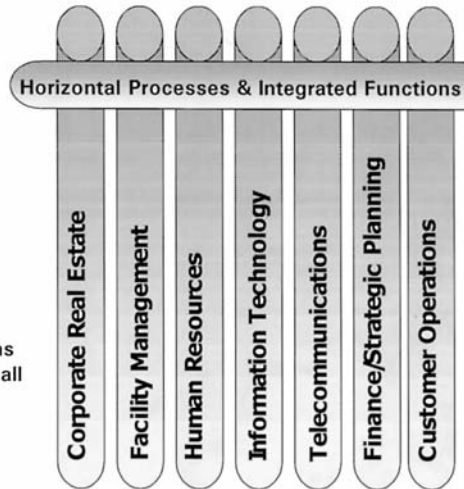 Horizontal Processes & Integrated Functions
Corporate Real Estate
Facility Management
Human Resources
Information Technology
Telecommunications
Finance/Strategic Planning
Customer Operations
all